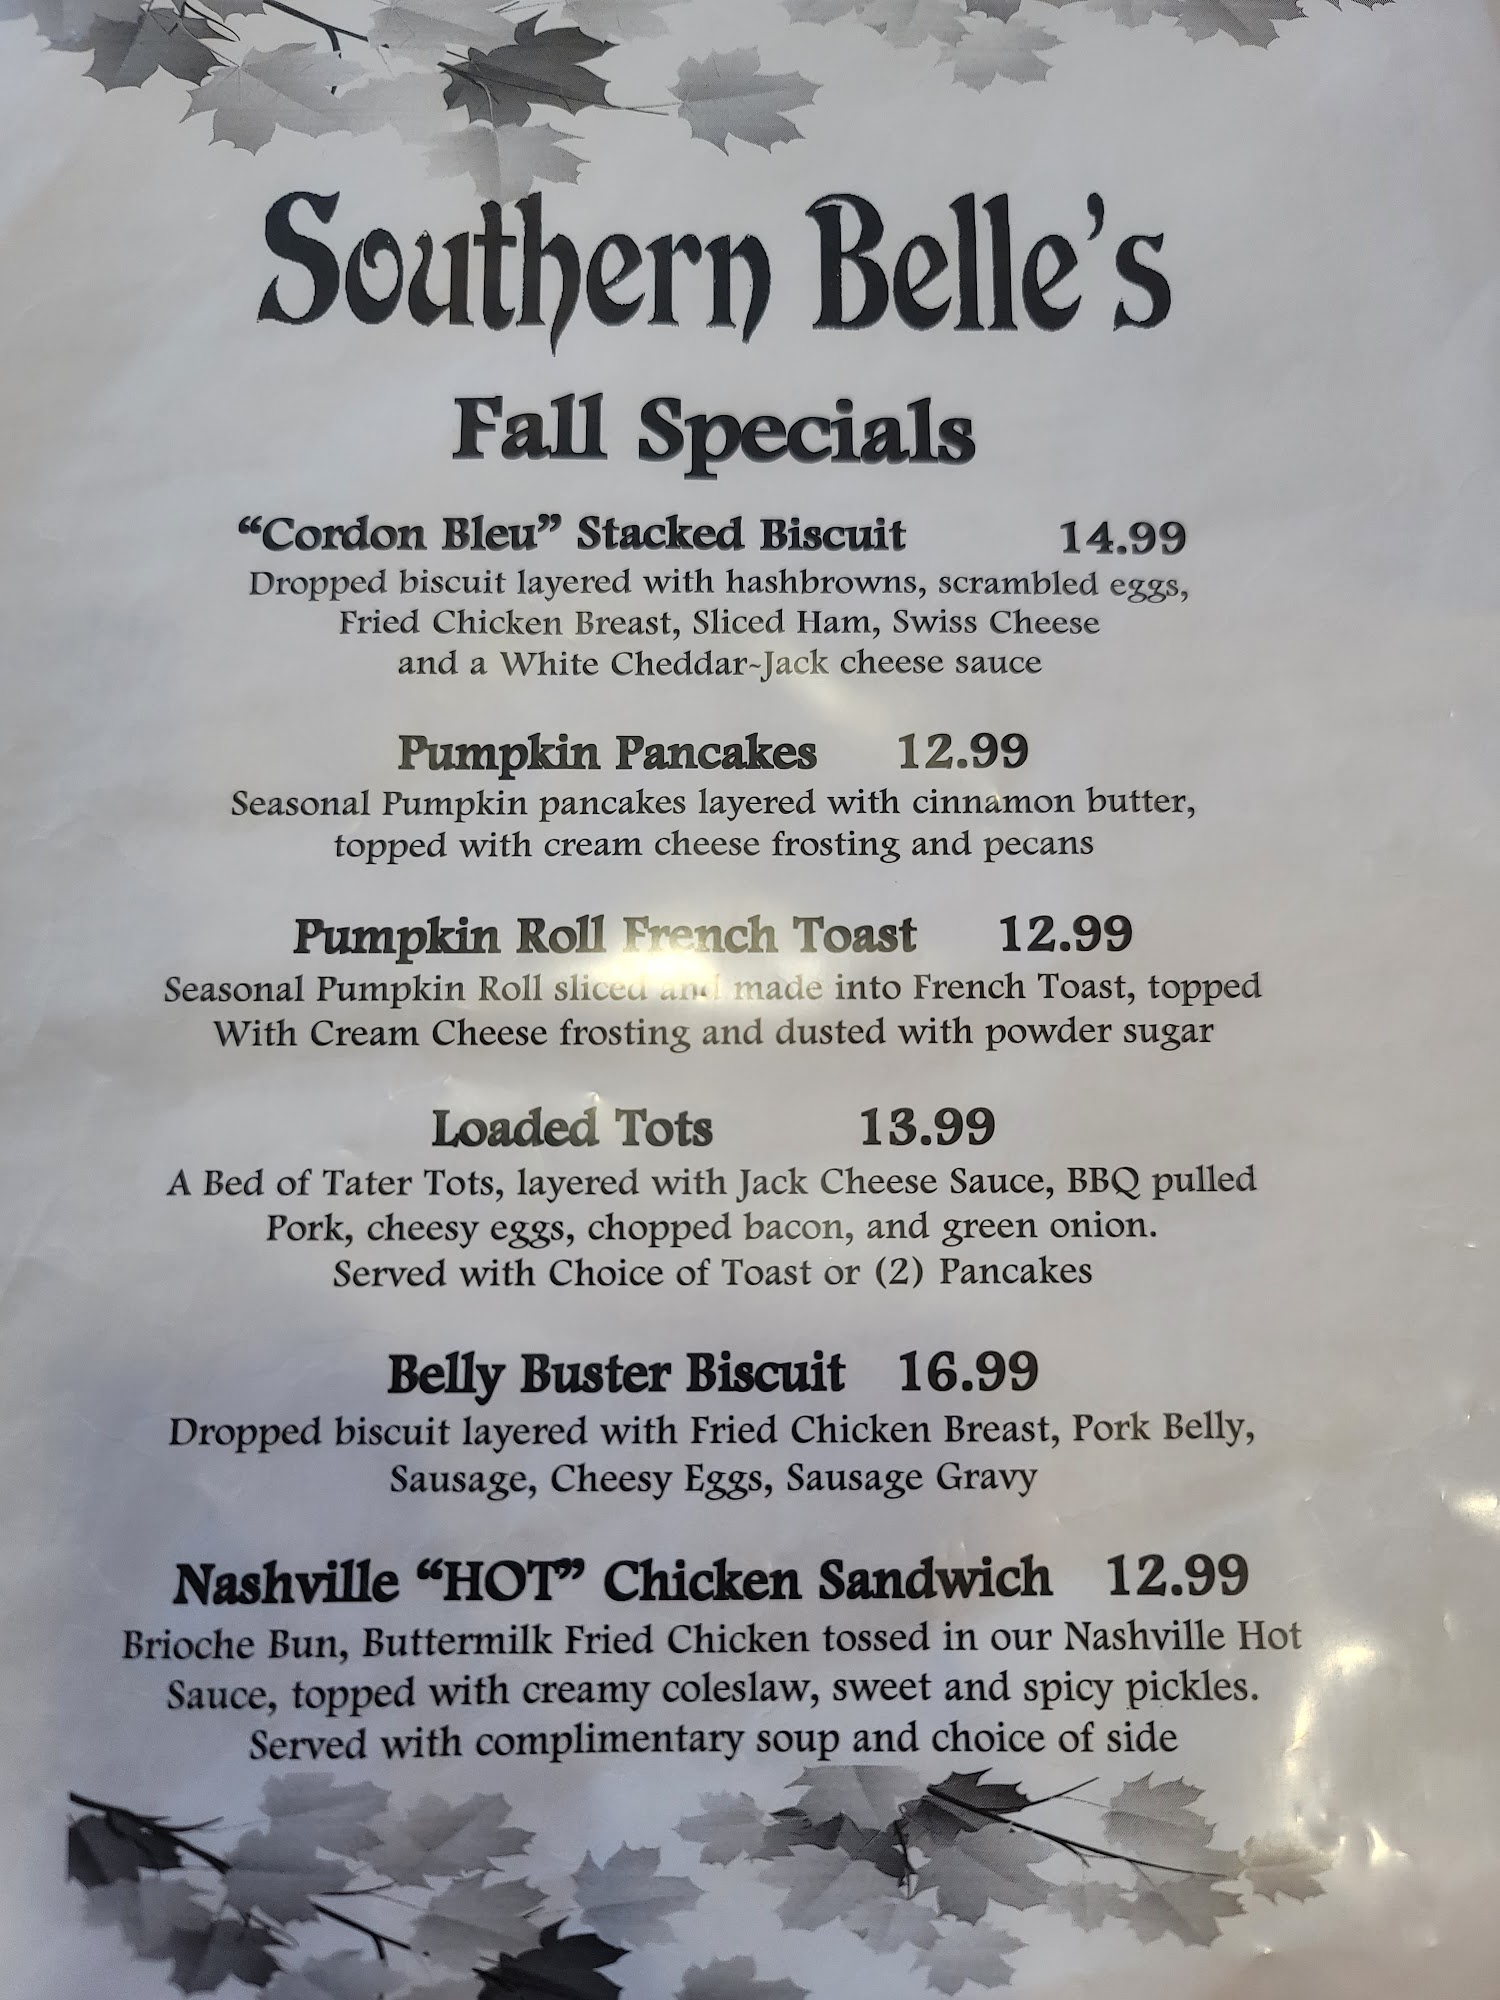 Southern Belle's
Fall Specials
“Cordon Bleu” Stacked Biscuit 14.99
Dropped biscuit layered with hashbrowns, scrambled eggs,
Fried Chicken Breast, Sliced Ham, Swiss Cheese
and a White Cheddar~Jack cheese sauce
Pumpkin Pancakes 12.99
Seasonal Pumpkin pancakes layered with cinnamon butter,
topped with cream cheese frosting and pecans
Pumpkin Roll French Toast 12.99
Seasonal Pumpkin Roll sliced and made into French Toast, topped
With Cream Cheese frosting and dusted with powder sugar
Loaded Tots 13.99
A Bed of Tater Tots, layered with Jack Cheese Sauce, BBQ pulled
Pork, cheesy eggs, chopped bacon, and green onion.
Served with Choice of Toast or (2) Pancakes
Belly Buster Biscuit 16.99
Dropped biscuit layered with Fried Chicken Breast, Pork Belly,
Sausage, Cheesy Eggs, Sausage Gravy
Nashville “HOT” Chicken Sandwich 12.99
Brioche Bun, Buttermilk Fried Chicken tossed in our Nashville Hot
Sauce, topped with creamy coleslaw, sweet and spicy pickles.
Served with complimentary soup and choice of side